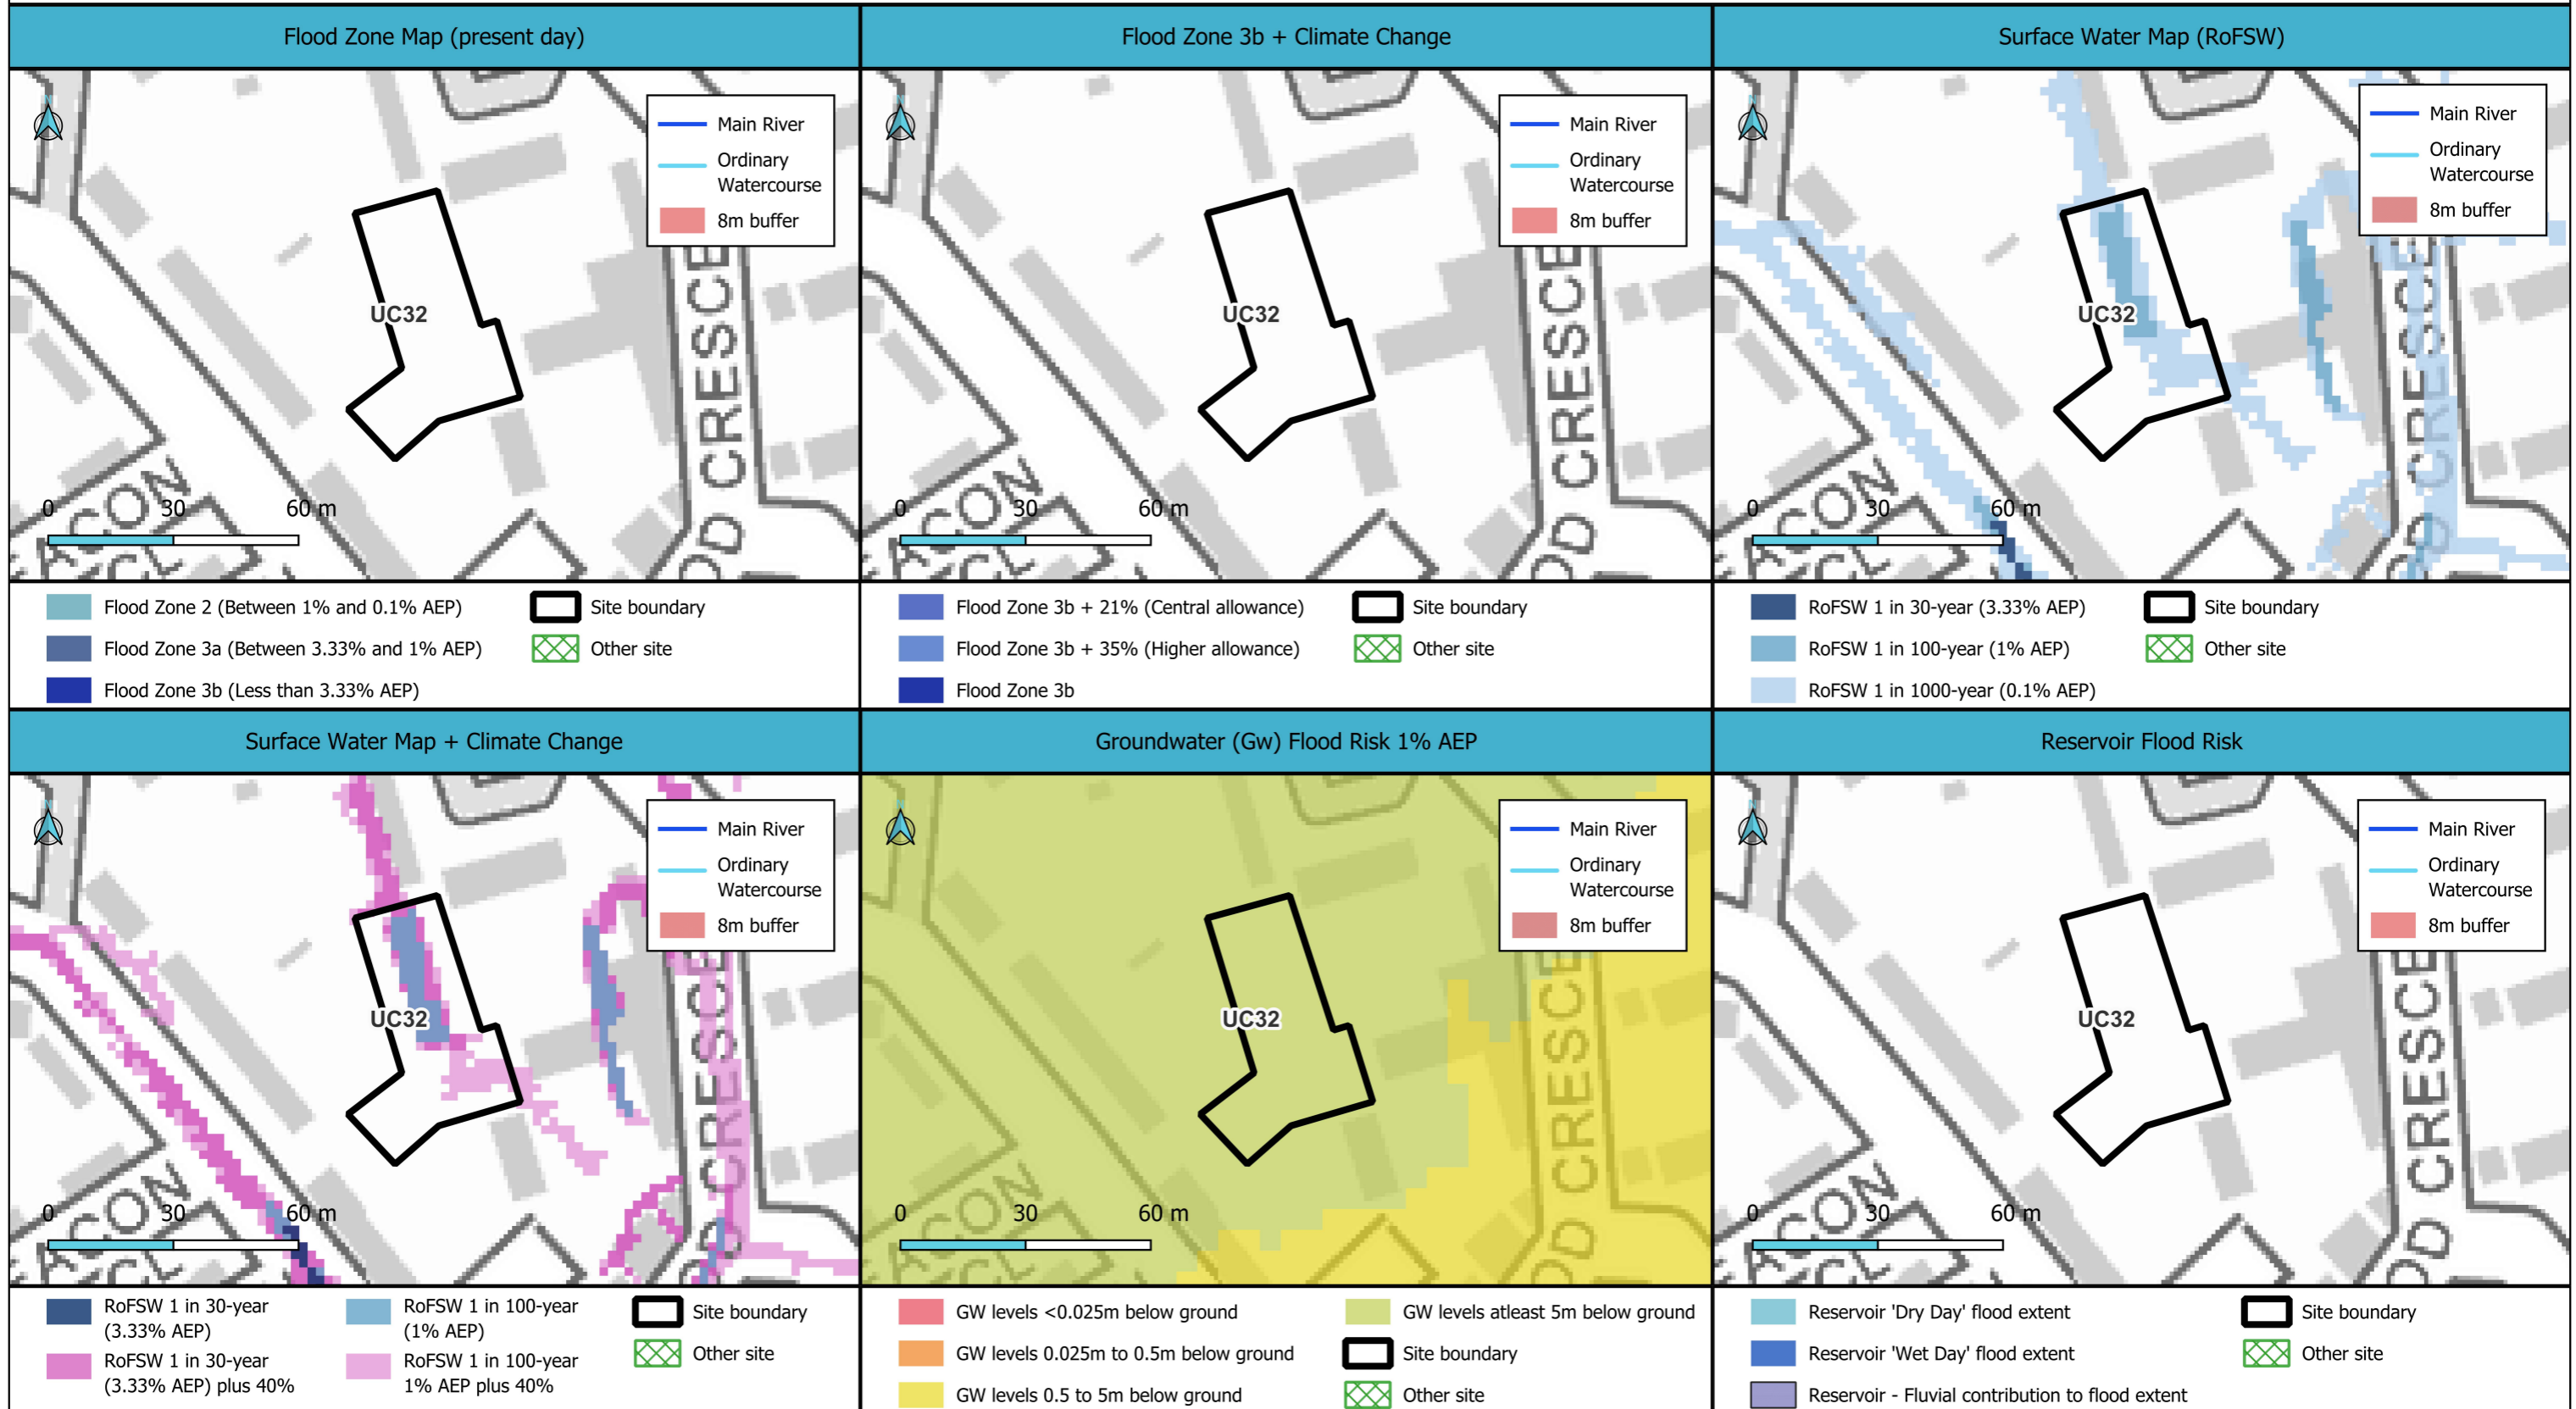 Flood Zone Map (present day)
Main River
Ordinary
Watercourse
8m buffer
UC32
CRESCE
OD
ACON
0 30 60 m
Flood Zone 2 (Between 1% and 0.1% AEP)
Flood Zone 3a (Between 3.33% and 1% AEP)
Flood Zone 3b (Less than 3.33% AEP)
Site boundary
Other site
Flood Zone 3b + Climate Change
Main River
Ordinary
Watercourse
8m buffer
UC32
CRESCE
OD
ACON
0 30 60 m
Flood Zone 3b + 21% (Central allowance)
Flood Zone 3b + 35% (Higher allowance)
Flood Zone 3b
Site boundary
Other site
Surface Water Map (RoFSW)
Main River
Ordinary
Watercourse
8m buffer
UC32
CRESCE
OD
ACON
0 30 60 m
RoFSW 1 in 30-year (3.33% AEP)
RoFSW 1 in 100-year (1% AEP)
RoFSW 1 in 1000-year (0.1% AEP)
Site boundary
Other site
Surface Water Map + Climate Change
Main River
Ordinary
Watercourse
8m buffer
UC32
CRESCE
OD
ACON
0 30 60 m
RoFSW 1 in 30-year
(3.33% AEP)
RoFSW 1 in 30-year
(3.33% AEP) plus 40%
RoFSW 1 in 100-year
(1% AEP)
RoFSW 1 in 100-year
1% AEP plus 40%
Site boundary
Other site
Groundwater (Gw) Flood Risk 1% AEP
Main River
Ordinary
Watercourse
8m buffer
UC32
CRESCE
OD
ACON
0 30 60 m
GW levels <0.025m below ground
GW levels 0.025m to 0.5m below ground
GW levels 0.5 to 5m below ground
GW levels atleast 5m below ground
Site boundary
Other site
Reservoir Flood Risk
Main River
Ordinary
Watercourse
8m buffer
UC32
CRESCE
OD
ACON
0 30 60 m
Reservoir 'Dry Day' flood extent
Reservoir 'Wet Day' flood extent
Reservoir - Fluvial contribution to flood extent
Site boundary
Other site